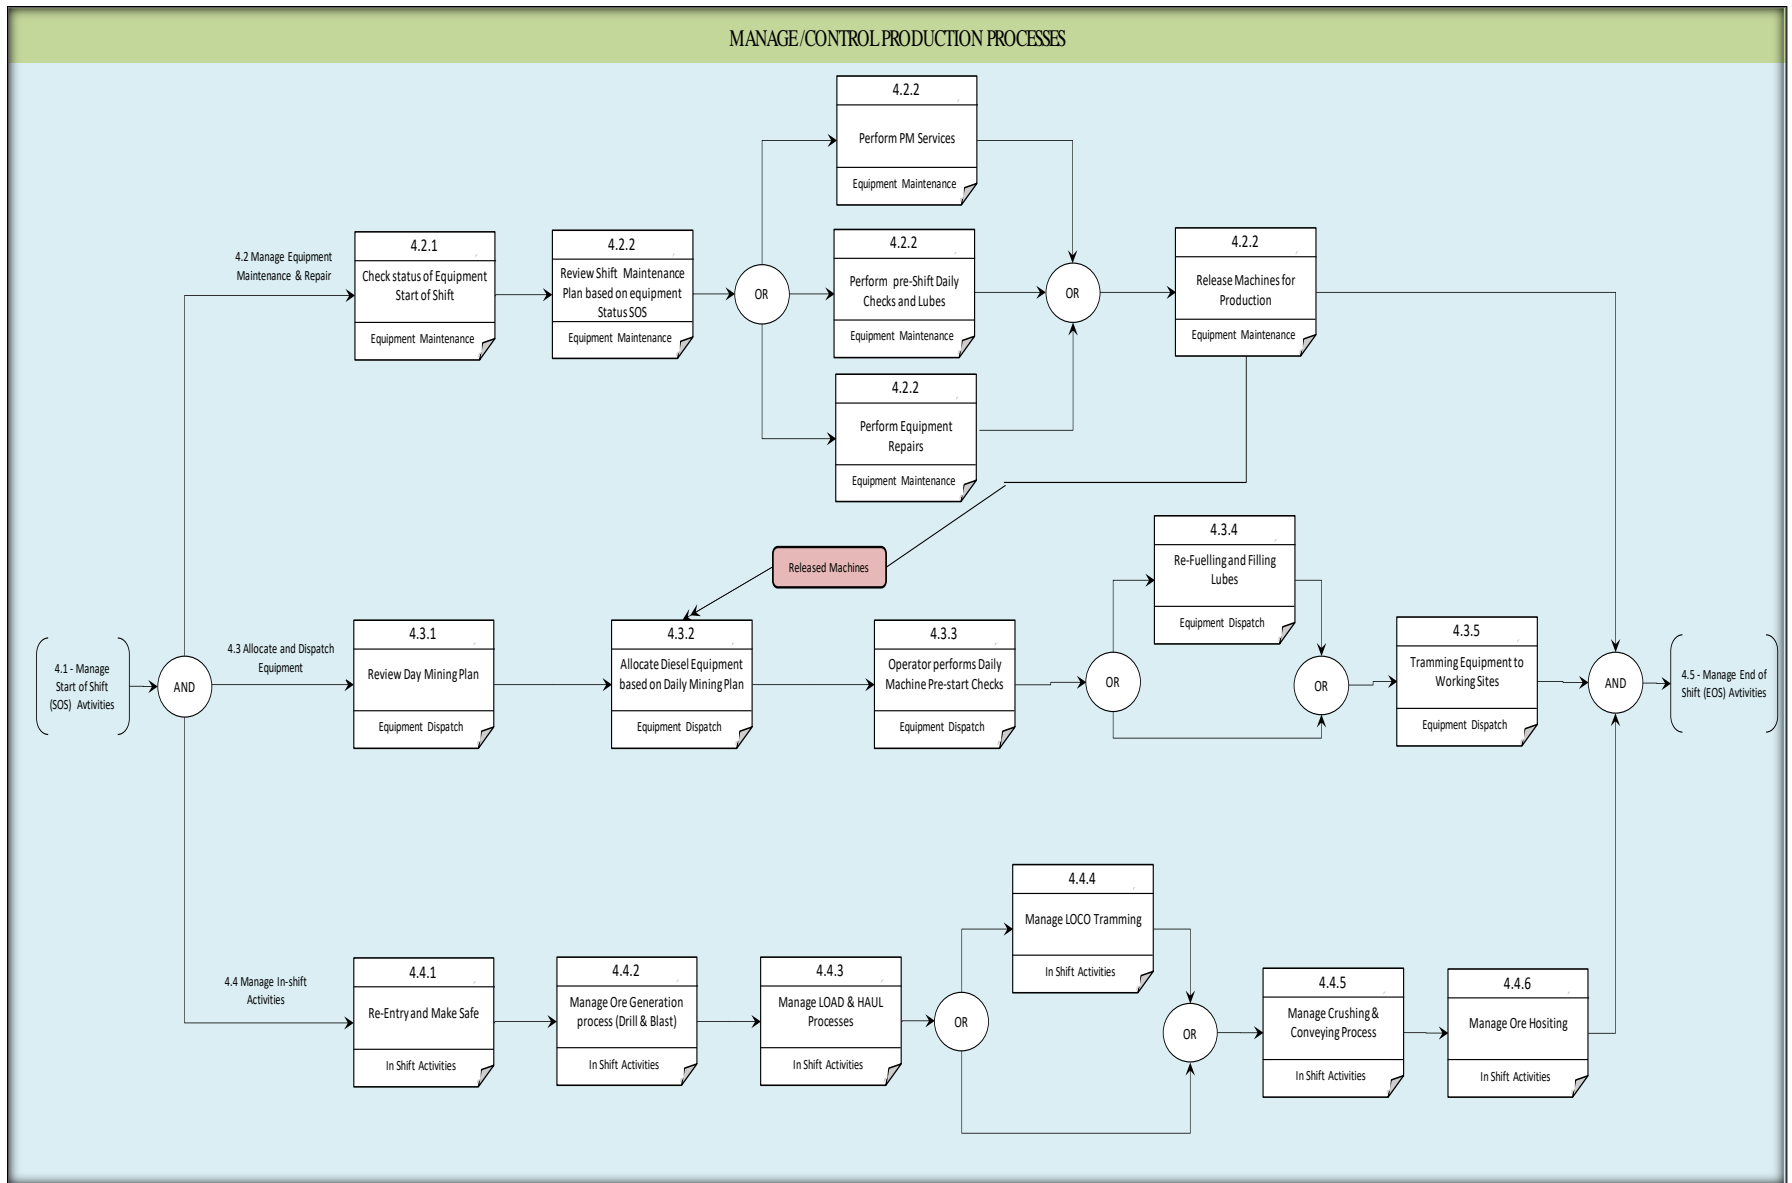 MANAGE/CONTROL PRODUCTION PROCESSES
4.2.2
Perform PM Services
Equipment Maintenance
4.2 Manage Equipment
Maintenance & Repair
4.2.1
Check status of Equipment
Start of Shift
Equipment Maintenance
4.2.2
Review Shift Maintenance
Plan based on equipment
Status SOS
Equipment Maintenance
OR
4.2.2
Perform pre-Shift Daily
Checks and Lubes
Equipment Maintenance
OR
4.2.2
Release Machines for
Production
Equipment Maintenance
4.2.2
Perform Equipment
Repairs
Equipment Maintenance
Released Machines
4.1 - Manage
Start of Shift
(SOS) Avtivities
AND
4.3 Allocate and Dispatch
Equipment
4.3.1
Review Day Mining Plan
Equipment Dispatch
4.3.2
Allocate Diesel Equipment
based on Daily Mining Plan
Equipment Dispatch
4.3.3
Operator performs Daily
Machine Pre-start Checks
Equipment Dispatch
OR
4.3.4
Re-Fuelling and Filling
Lubes
Equipment Dispatch
OR
4.3.5
Tramming Equipment to
Working Sites
Equipment Dispatch
AND
4.5 - Manage End of
Shift (EOS) Avtivities
4.4 Manage In-shift
Activities
4.4.1
Re-Entry and Make Safe
In Shift Activities
4.4.2
Manage Ore Generation
process (Drill & Blast)
In Shift Activities
4.4.3
Manage LOAD & HAUL
Processes
In Shift Activities
OR
4.4.4
Manage LOCO Tramming
In Shift Activities
OR
4.4.5
Manage Crushing &
Conveying Process
In Shift Activities
4.4.6
Manage Ore Hositing
In Shift Activities